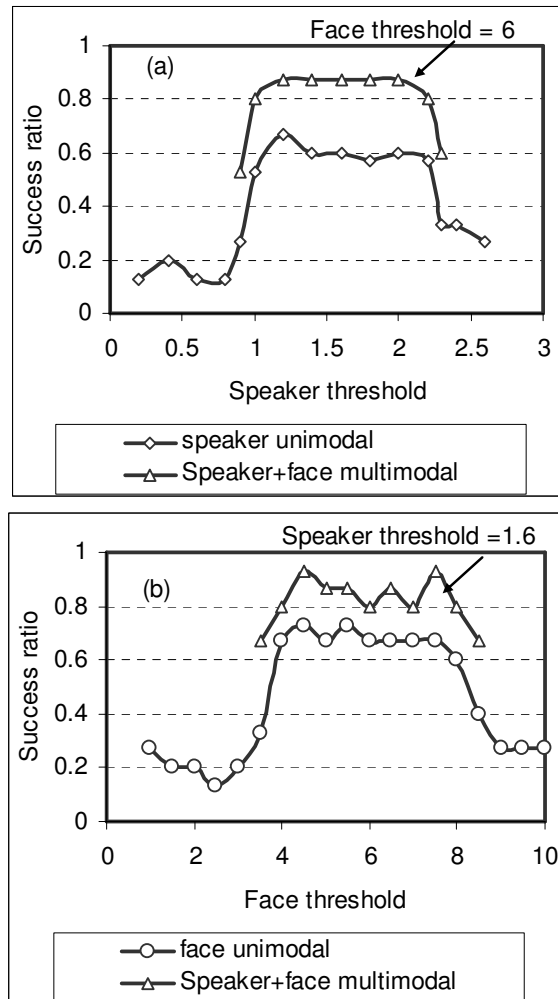 Face threshold = 6
(a)
1
0.8
0.6
0.4
0.2
0
Success ratio
0 0.5 1 1.5 2 2.5 3
Speaker threshold
speaker unimodal
Speaker+face multimodal
Speaker threshold =1.6
(b)
1
0.8
0.6
0.4
0.2
0
Success ratio
0 2 4 6 8 10
Face threshold
face unimodal
Speaker+face multimodal